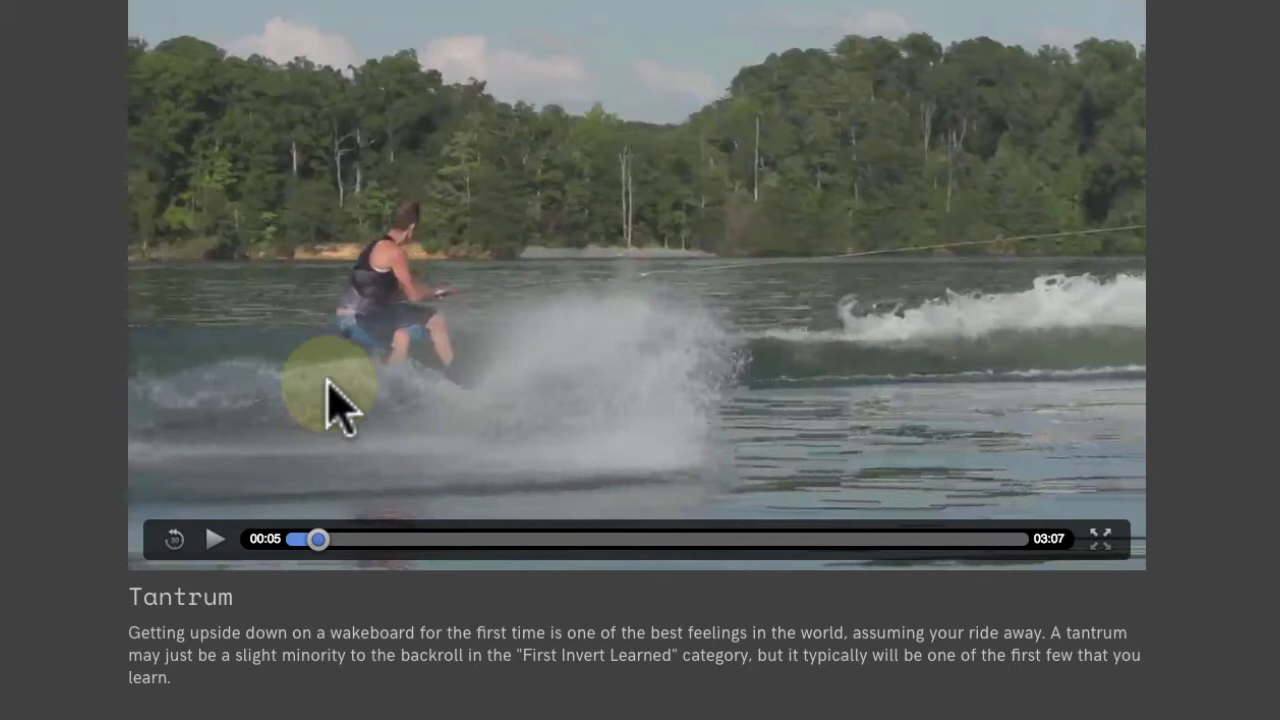 30
00:05
03:07
Tantrum
Getting upside down on a wakeboard for the first time is one of the best feelings in the world, assuming your ride away. A tantrum
may just be a slight minority to the backroll in the "First Invert Learned" category, but it typically will be one of the first few that you
learn.